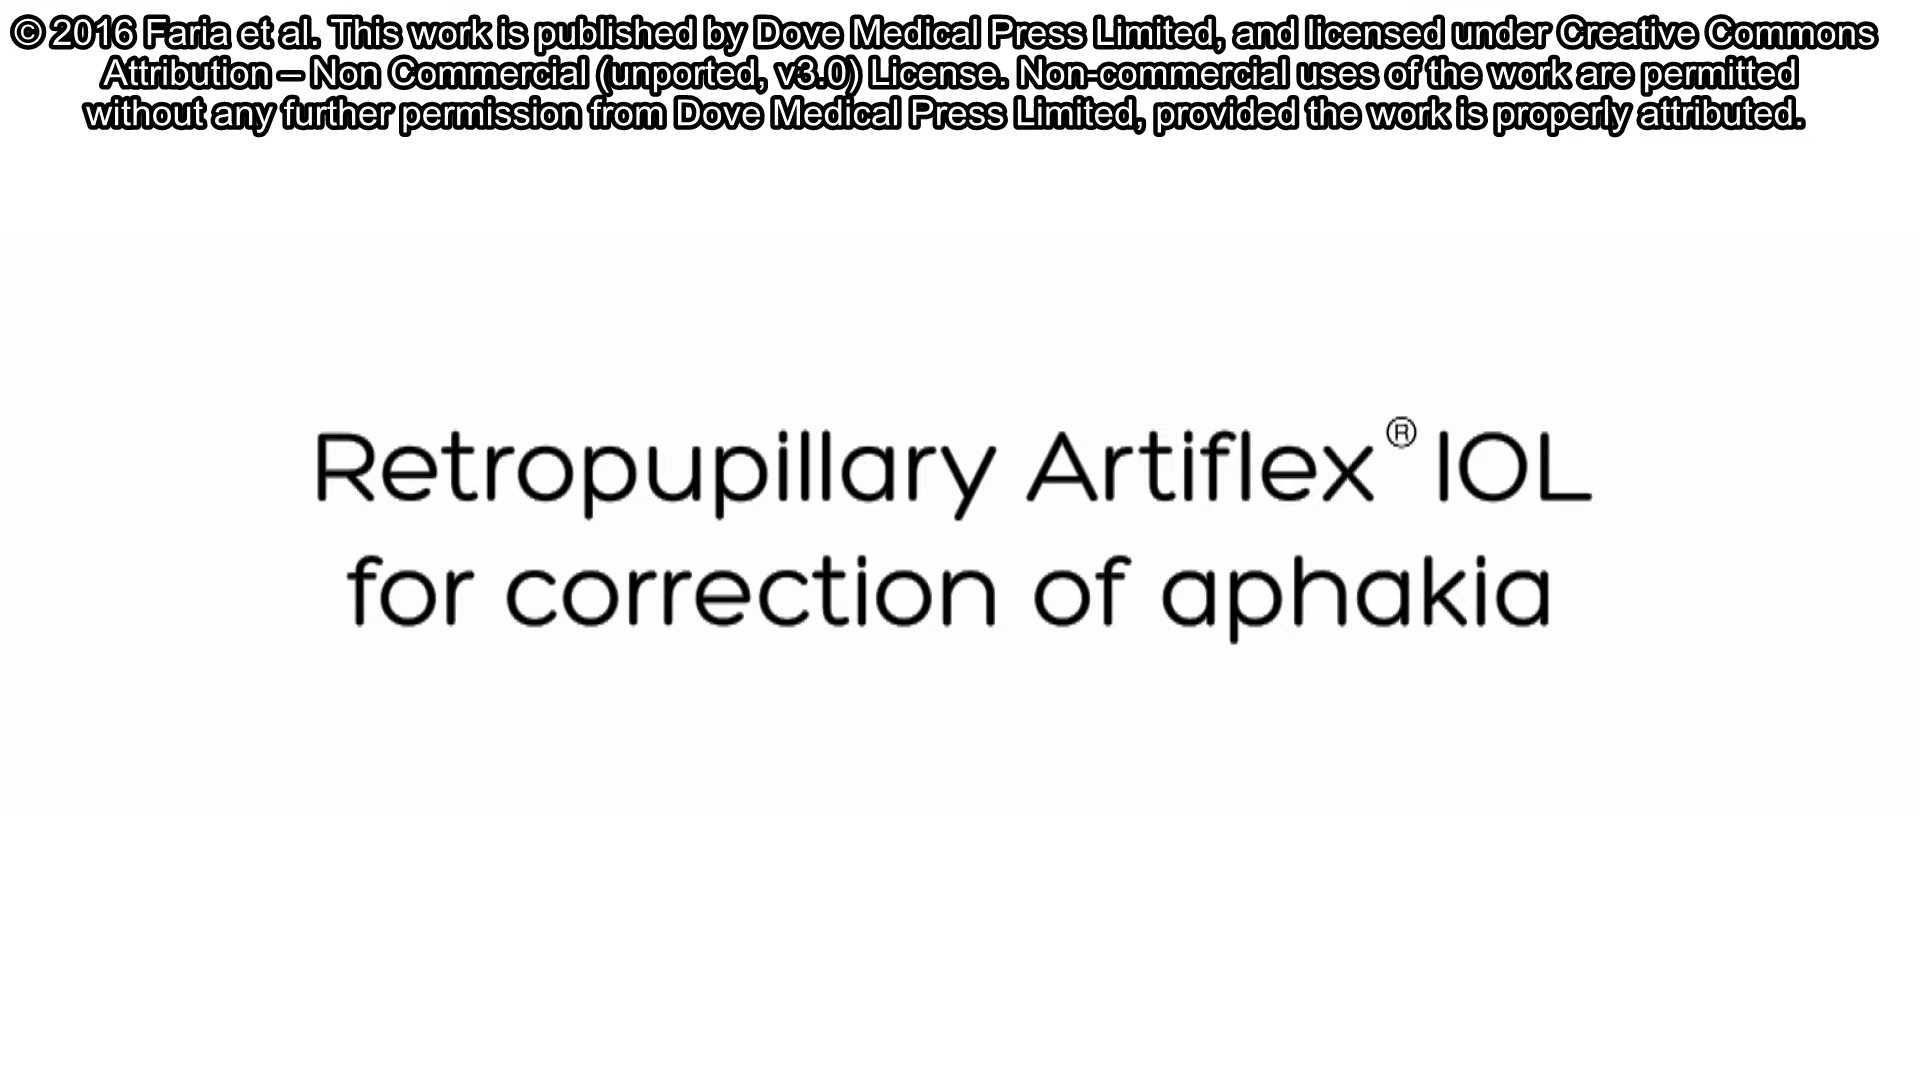 © 2016 Faria et al. This work is published by Dove Medical Press Limited, and licensed under Creative Commons
Attribution – Non Commercial (unported, v3.0) License. Non-commercial uses of the work are permitted
without any further permission from Dove Medical Press Limited, provided the work is properly attributed.
Retropupillary Artiflex® IOL
for correction of aphakia